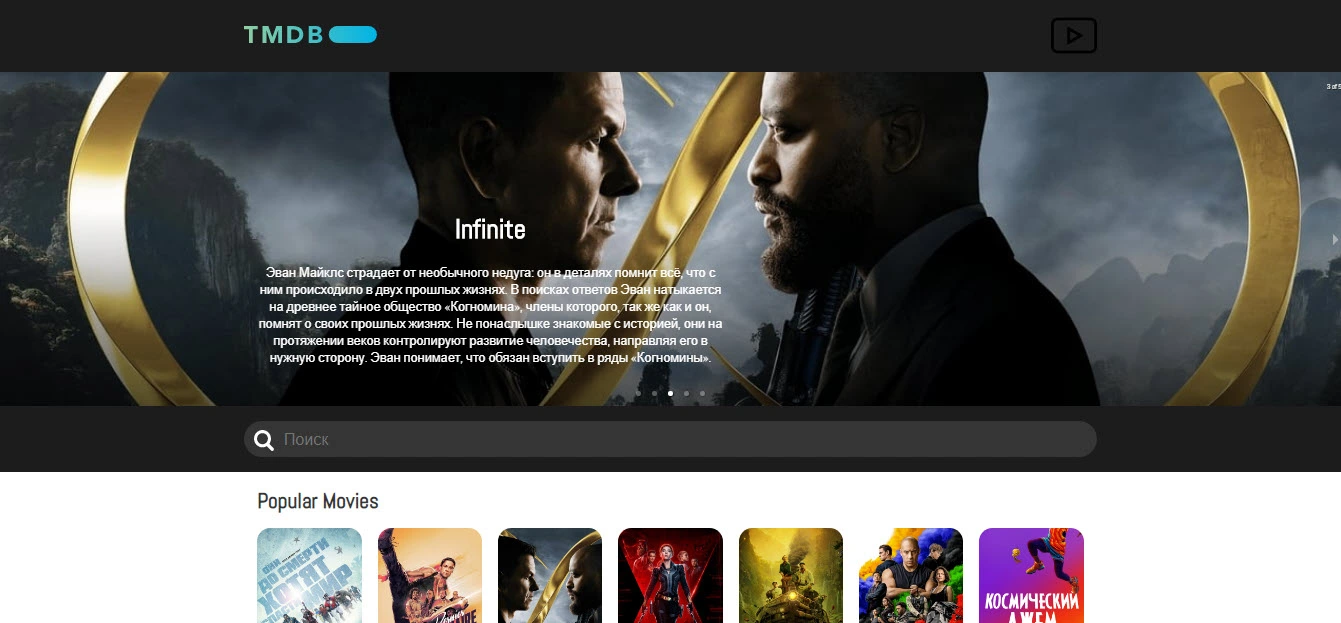 TMDB
3 of 5
Infinite
Эван Майклс страдает от необычного недуга: он в деталях помнит всё, что с
ним происходило в двух прошлых жизнях. В поисках ответов Эван натыкается
на древнее тайное общество «Когномина», члены которого, так же как и он,
помнят о своих прошлых жизнях. Не понаслышке знакомые с историей, они на
протяжении веков контролируют развитие человечества, направляя его в
нужную сторону. Эван понимает, что обязан вступить в ряды «Когномины».
Поиск
Popular Movies
ОНИ ДО СМЕРТИ
ХОТЯТ
МИР
КОСМИЧЕСКИЙ
ДЖЕМ